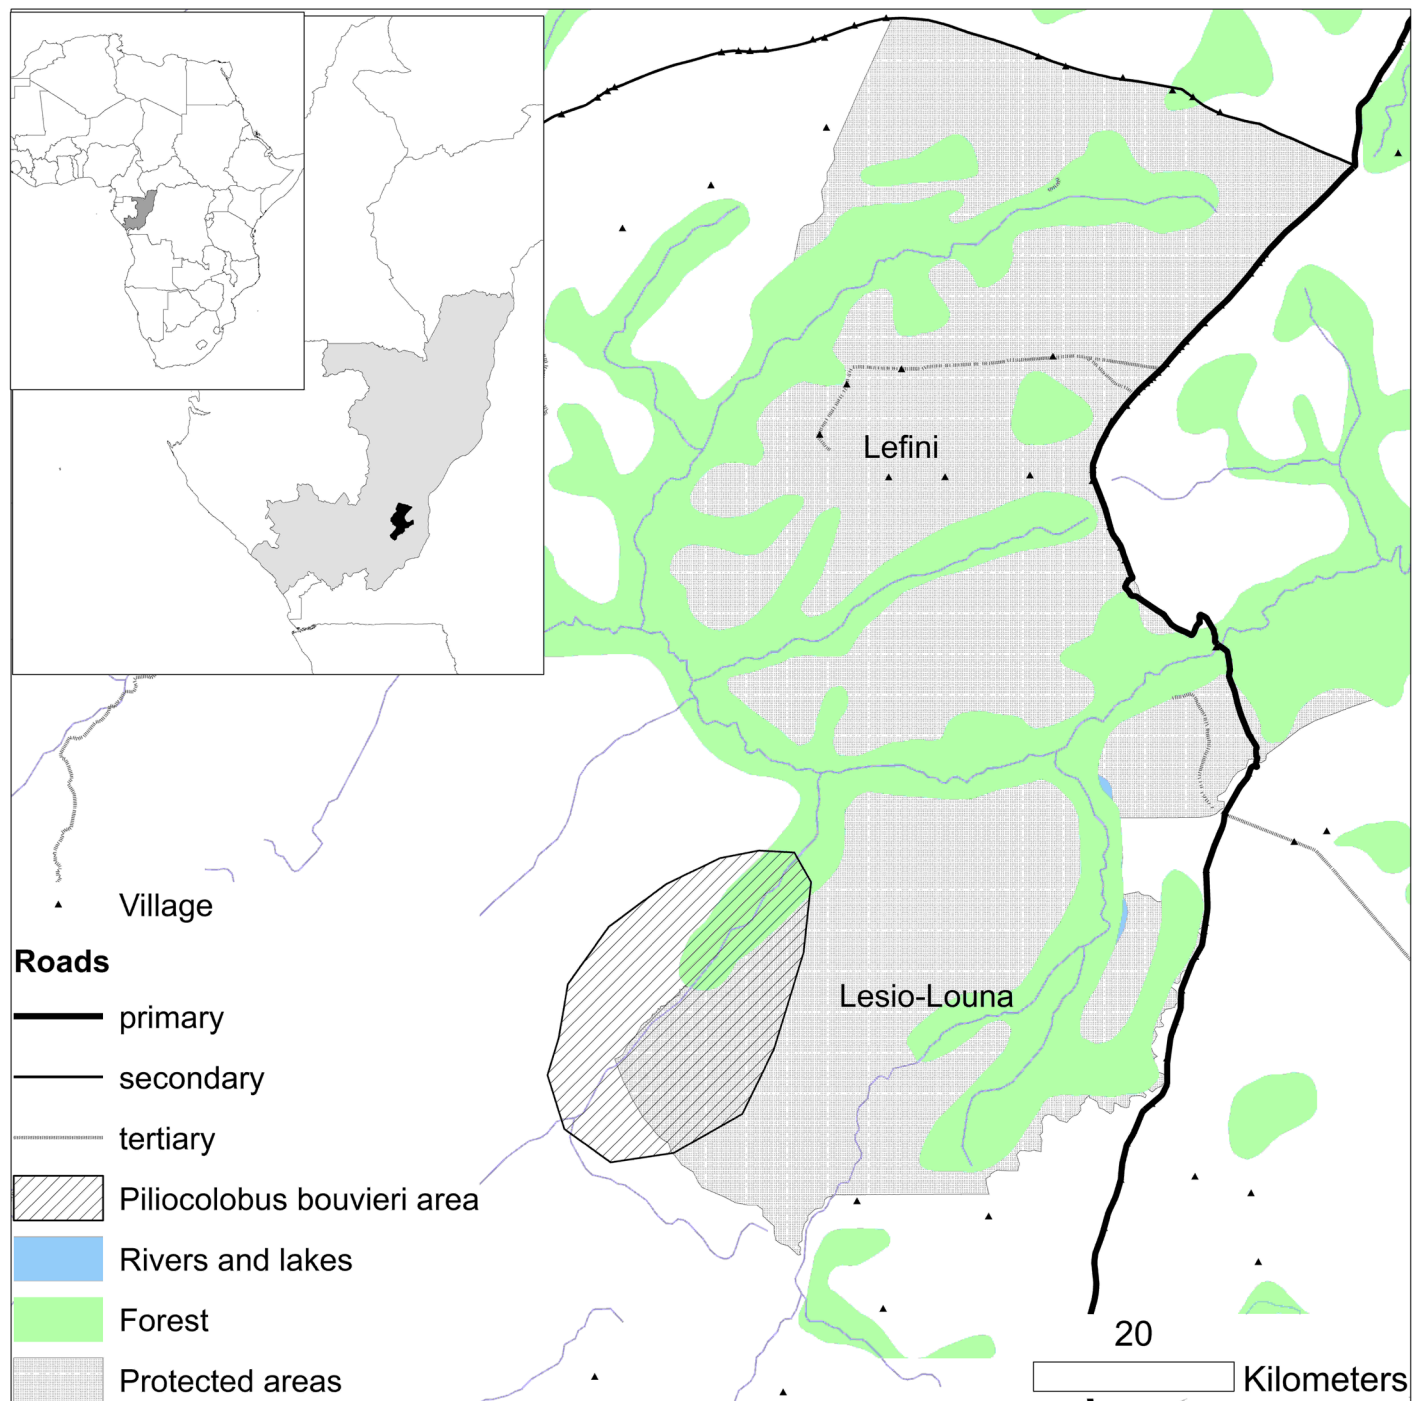 Lefini
Lesio-Louna
Village
Roads
primary
secondary
tertiary
Piliocolobus bouvieri area
Rivers and lakes
Forest
Protected areas
20
Kilometers